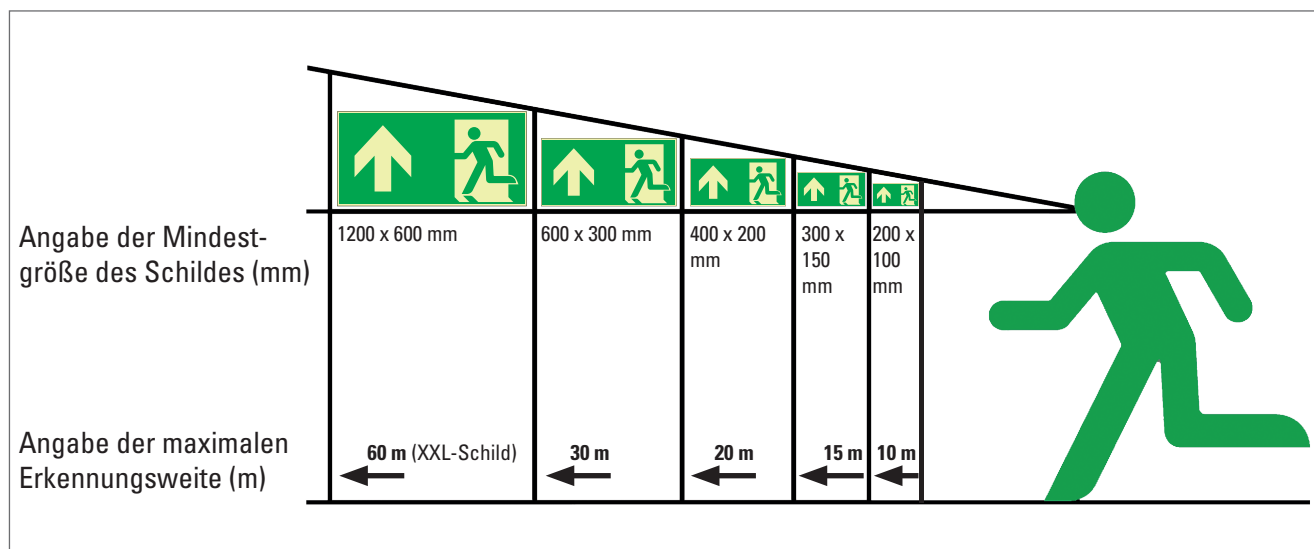 Angabe der Mindest-
größe des Schildes (mm)
1200 x 600 mm
600 x 300 mm
400 x 200
mm
300 x
150
mm
200 x
100
mm
Angabe der maximalen
Erkennungsweite (m)
60 m (XXL-Schild)
30 m
20 m
15 m
10 m